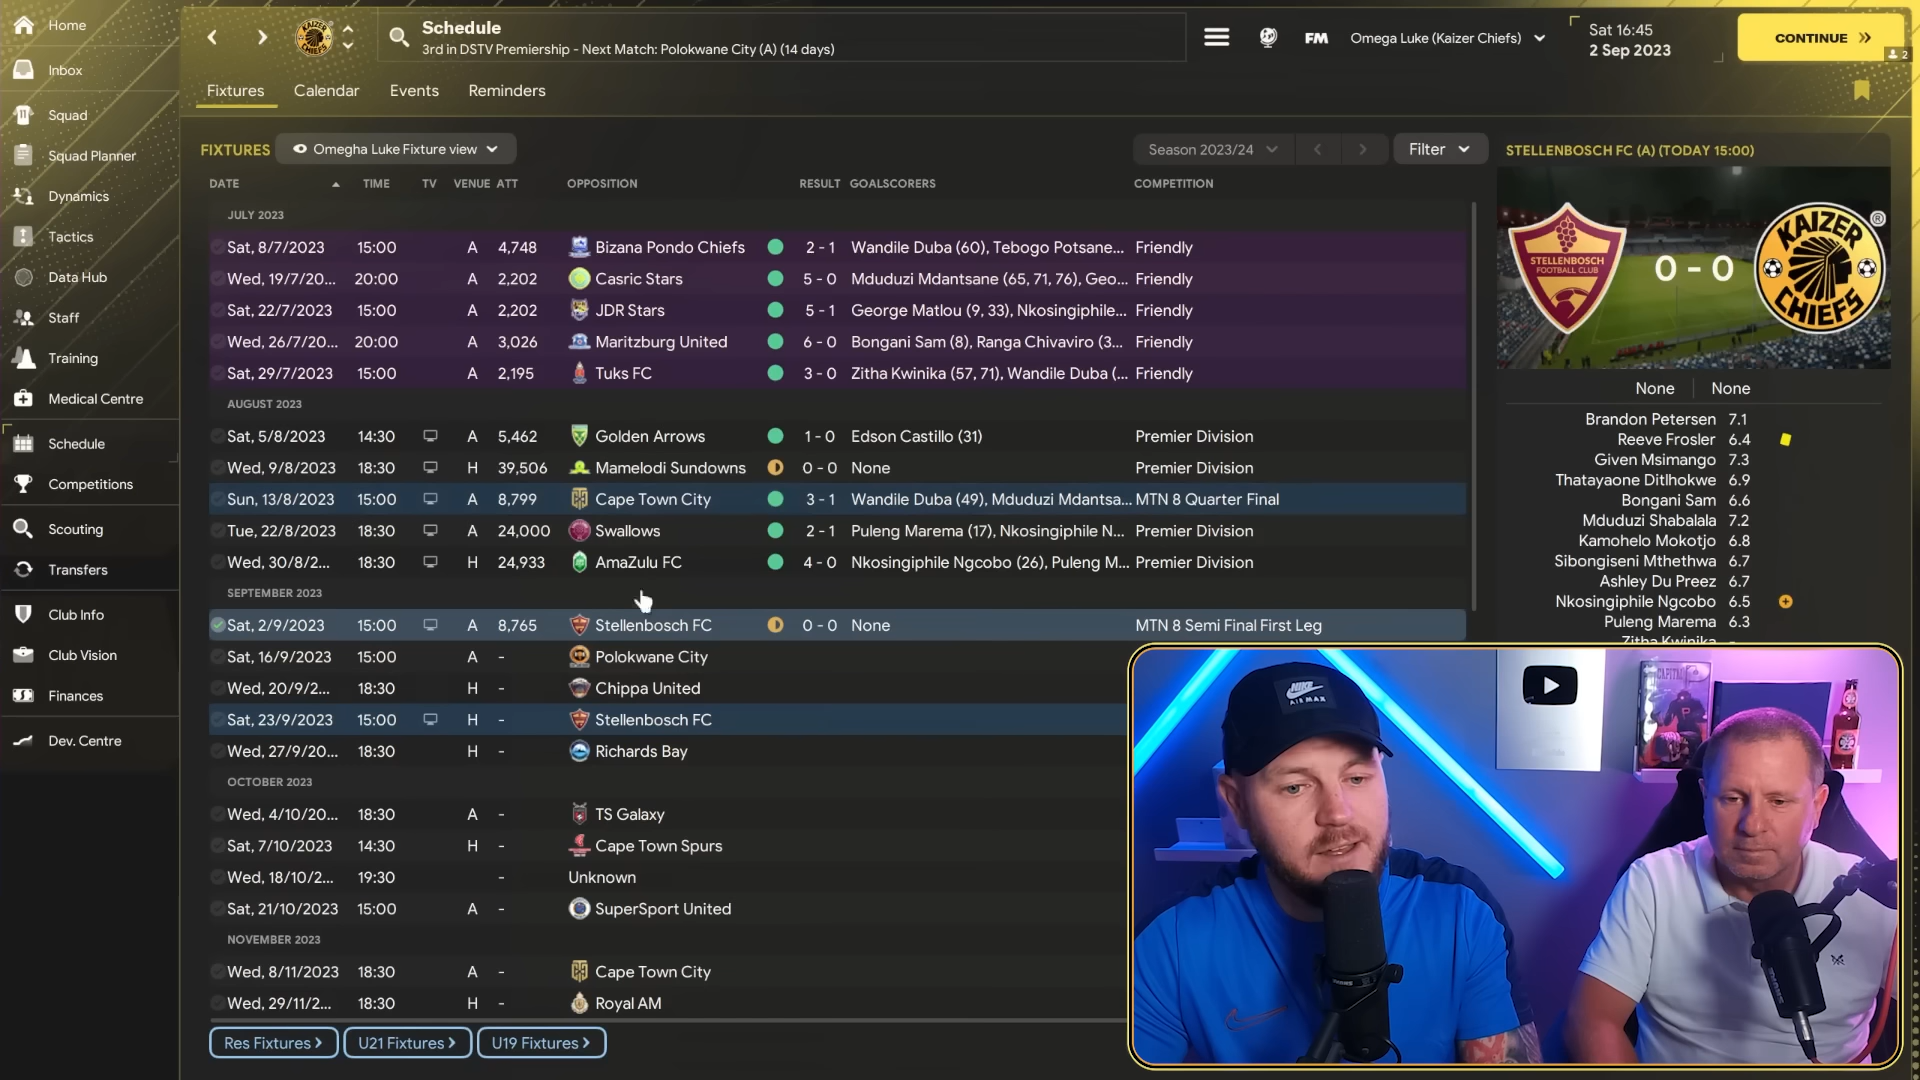 Home
Inbox
Squad
Squad Planner
Dynamics
Tactics
Data Hub
Staff
Training
Medical Centre
Schedule
Competitions
Scouting
Transfers
Club Info
Club Vision
Finances
Dev. Centre
Schedule
3rd in DSTV Premiership - Next Match: Polokwane City (A) (14 days)
FM Omega Luke (Kaizer Chiefs)
Sat 16:45
2 Sep 2023
CONTINUE
2
Fixtures Calendar Events Reminders
FIXTURES Omegha Luke Fixture view Season 2023/24 Filter
DATE TIME TV VENUE ATT OPPOSITION RESULT GOALSCORERS COMPETITION
JULY 2023
Sat, 8/7/2023 15:00 A 4,748 Bizana Pondo Chiefs 2 - 1 Wandile Duba (60), Tebogo Potsane... Friendly
Wed, 19/7/20... 20:00 A 2,202 Casric Stars 5 - 0 Mduduzi Mdantsane (65, 71, 76), Geo... Friendly
Sat, 22/7/2023 15:00 A 2,202 JDR Stars 5 - 1 George Matlou (9, 33), Nkosingiphile... Friendly
Wed, 26/7/20... 20:00 A 3,026 Maritzburg United 6 - 0 Bongani Sam (8), Ranga Chivaviro (3... Friendly
Sat, 29/7/2023 15:00 A 2,195 Tuks FC 3 - 0 Zitha Kwinika (57, 71), Wandile Duba (... Friendly
AUGUST 2023
Sat, 5/8/2023 14:30 A 5,462 Golden Arrows 1 - 0 Edson Castillo (31) Premier Division
Wed, 9/8/2023 18:30 H 39,506 Mamelodi Sundowns 0 - 0 None Premier Division
Sun, 13/8/2023 15:00 A 8,799 Cape Town City 3 - 1 Wandile Duba (49), Mduduzi Mdantsa... MTN 8 Quarter Final
Tue, 22/8/2023 18:30 A 24,000 Swallows 2 - 1 Puleng Marema (17), Nkosingiphile N... Premier Division
Wed, 30/8/2... 18:30 H 24,933 AmaZulu FC 4 - 0 Nkosingiphile Ngcobo (26), Puleng M... Premier Division
SEPTEMBER 2023
Sat, 2/9/2023 15:00 A 8,765 Stellenbosch FC 0 - 0 None MTN 8 Semi Final First Leg
Sat, 16/9/2023 15:00 A - Polokwane City
Wed, 20/9/2... 18:30 H - Chippa United
Sat, 23/9/2023 15:00 H - Stellenbosch FC
Wed, 27/9/20... 18:30 H - Richards Bay
OCTOBER 2023
Wed, 4/10/20... 18:30 A - TS Galaxy
Sat, 7/10/2023 14:30 H - Cape Town Spurs
Wed, 18/10/2... 19:30 - Unknown
Sat, 21/10/2023 15:00 A - SuperSport United
NOVEMBER 2023
Wed, 8/11/2023 18:30 A - Cape Town City
Wed, 29/11/2... 18:30 H - Royal AM
Res Fixtures U21 Fixtures U19 Fixtures
STELLENBOSCH FC (A) (TODAY 15:00)
STELLENBOSCH
FOOTBALL CLUB
0 - 0
KAIZER
CHIEFS
®
None None
Brandon Petersen 7.1
Reeve Frosler 6.4
Given Msimango 7.3
Thatayaone Ditlhokwe 6.9
Bongani Sam 6.6
Mduduzi Shabalala 7.2
Kamohelo Mokotjo 6.8
Sibongiseni Mthethwa 6.7
Ashley Du Preez 6.7
Nkosingiphile Ngcobo 6.5
Puleng Marema 6.3
Zitha Kwinika -
NIKE
AIR MAX